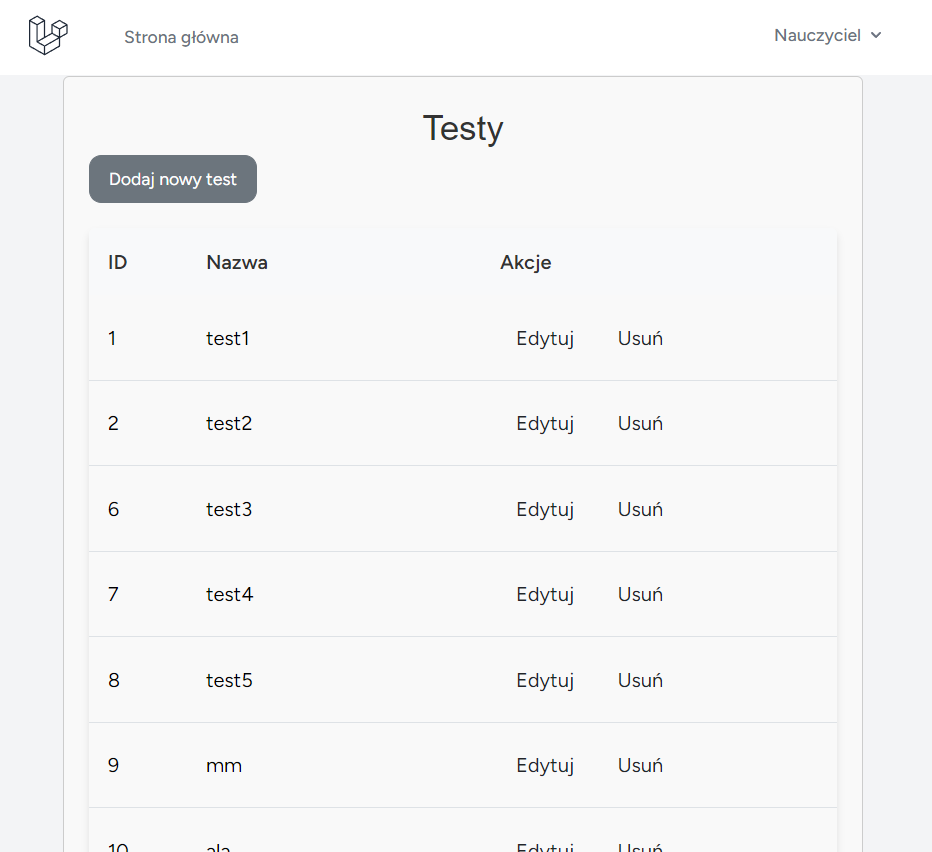 Strona główna
Nauczyciel
Testy
Dodaj nowy test
ID Nazwa Akcje
1 test1 Edytuj Usuń
2 test2 Edytuj Usuń
6 test3 Edytuj Usuń
7 test4 Edytuj Usuń
8 test5 Edytuj Usuń
9 mm Edytuj Usuń
10 ala Edytuj Usuń